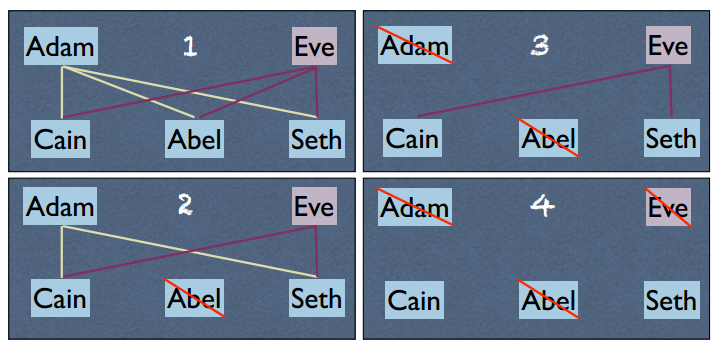 Adam 1 Eve
Cain Abel Seth
Adam 3 Eve
Cain Abel Seth
Adam 2 Eve
Cain Abel Seth
Adam 4 Eve
Cain Abel Seth